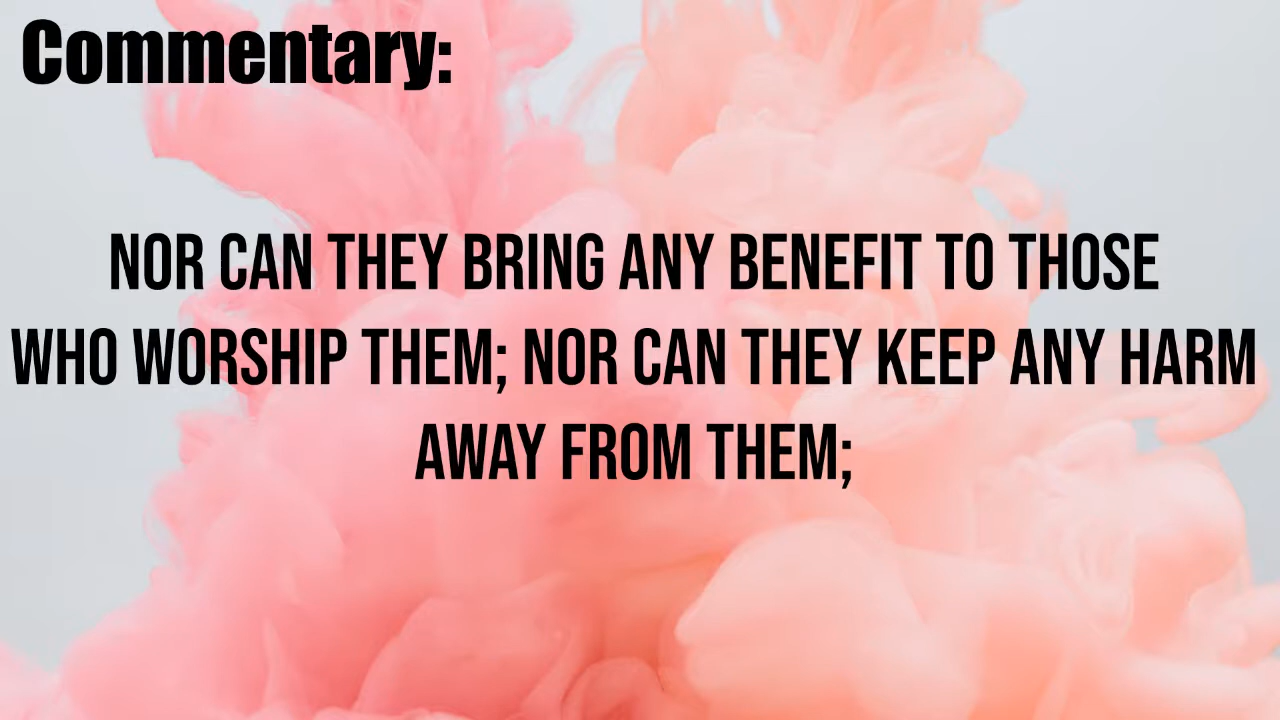 Commentary:
NOR CAN THEY BRING ANY BENEFIT TO THOSE
WHO WORSHIP THEM; NOR CAN THEY KEEP ANY HARM
AWAY FROM THEM;